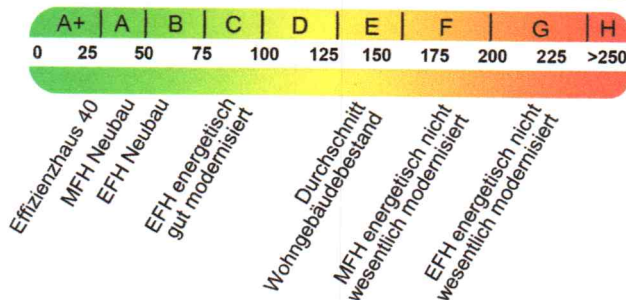 A+ | A | B | C | D | E | F | G | H
0 25 50 75 100 125 150 175 200 225 >250
Effizienzhaus 40
MFH Neubau
EFH Neubau
EFH energetisch
gut modernisiert
Durchschnitt
Wohngebäudebestand
MFH energetisch nicht
wesentlich modernisiert
EFH energetisch nicht
wesentlich modernisiert